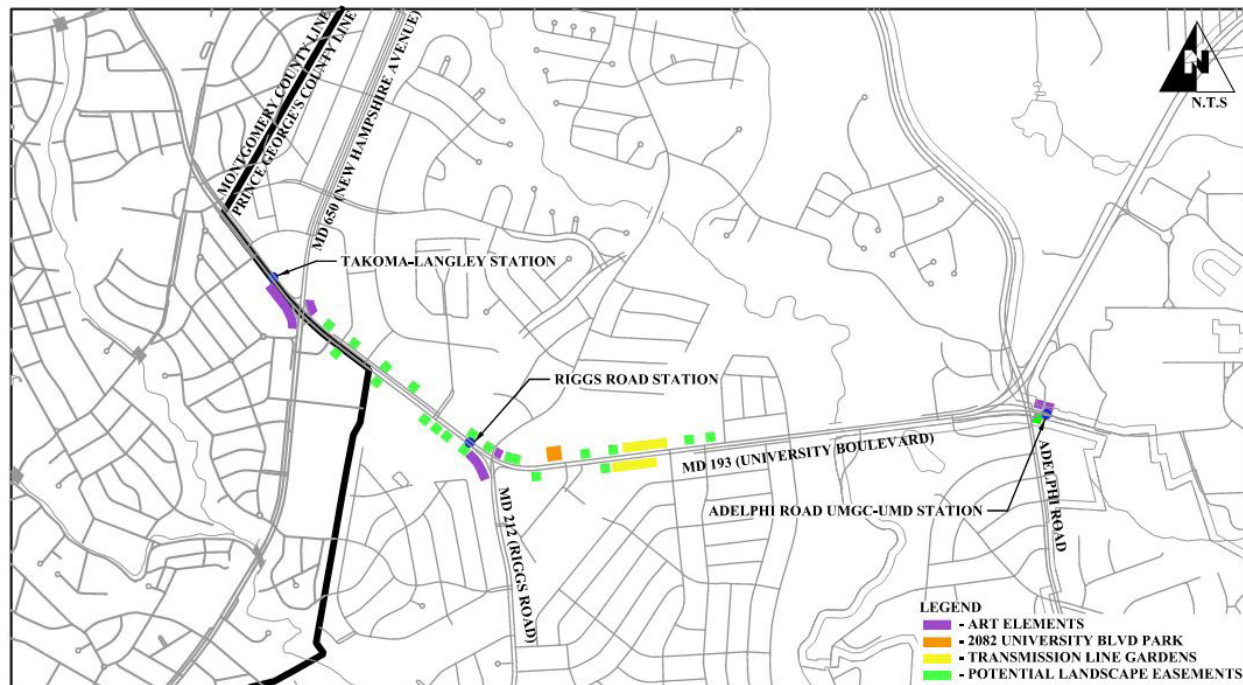 MONTGOMERY COUNTY LINE
PRINCE GEORGE'S COUNTY LINE
MD 650 (NEW HAMPSHIRE AVENUE)
N
N.T.S
TAKOMA-LANGLEY STATION
RIGGS ROAD STATION
MD 193 (UNIVERSITY BOULEVARD)
MD 212 (RIGGS ROAD)
ADELPHI ROAD UMGC-UMD STATION
ADELPHI ROAD
LEGEND
- ART ELEMENTS
- 2082 UNIVERSITY BLVD PARK
- TRANSMISSION LINE GARDENS
- POTENTIAL LANDSCAPE EASEMENTS